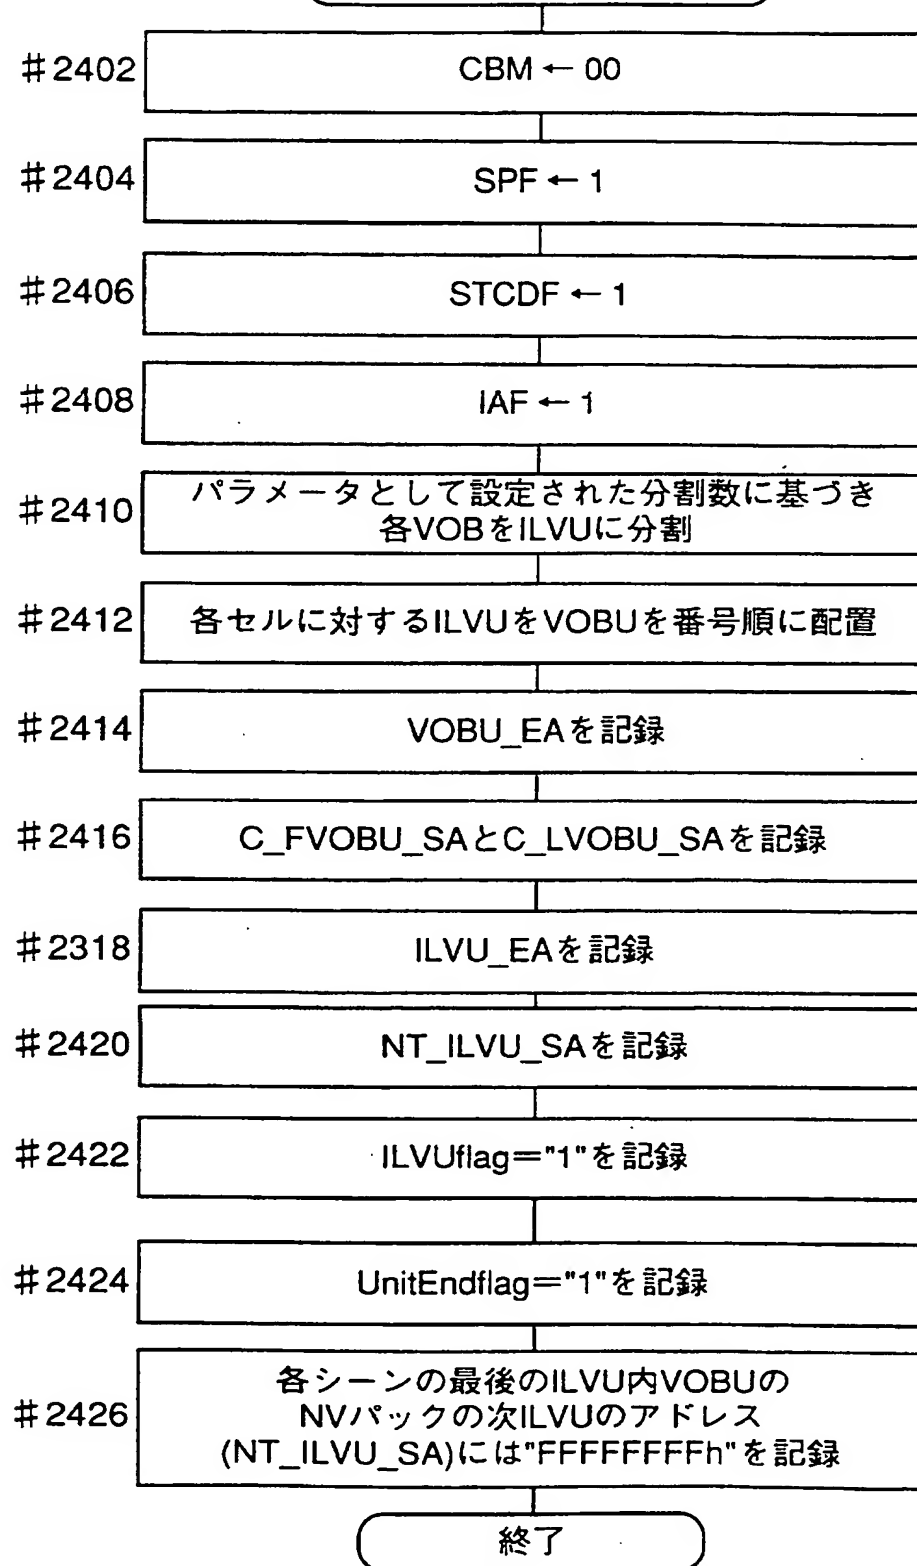 #2402 CBM ← 00
#2404 SPF ← 1
#2406 STCDF ← 1
#2408 IAF ← 1
#2410 パラメータとして設定された分割数に基づき
各VOBをILVUに分割
#2412 各セルに対するILVUをVOBUを番号順に配置
#2414 VOBU_EAを記録
#2416 C_FVOBU_SAとC_LVOBU_SAを記録
#2318 ILVU_EAを記録
#2420 NT_ILVU_SAを記録
#2422 ILVUflag="1"を記録
#2424 UnitEndflag="1"を記録
各シーンの最後のILVU内VOBUの
#2426 NVパックの次ILVUのアドレス
(NT_ILVU_SA)には"FFFFFFFFh"を記録
終了